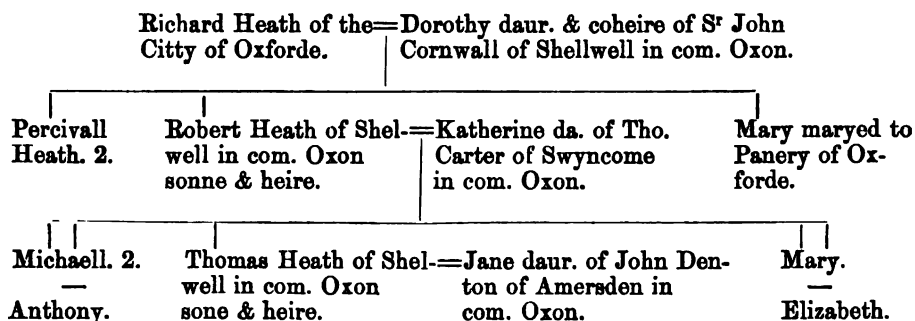 Richard Heath of the=Dorothy daur. & coheire of Sʳ John
Citty of Oxforde. Cornwall of Shellwell in com. Oxon.
Percivall
Heath. 2.
Robert Heath of Shel-=Katherine da. of Tho.
well in com. Oxon Carter of Swyncome
sonne & heire. in com. Oxon.
Mary maryed to
Panery of Ox-
forde.
Michaell. 2.
—
Anthony.
Thomas Heath of Shel-=Jane daur. of John Den-
well in com. Oxon ton of Amersden in
sone & heire. com. Oxon.
Mary.
—
Elizabeth.